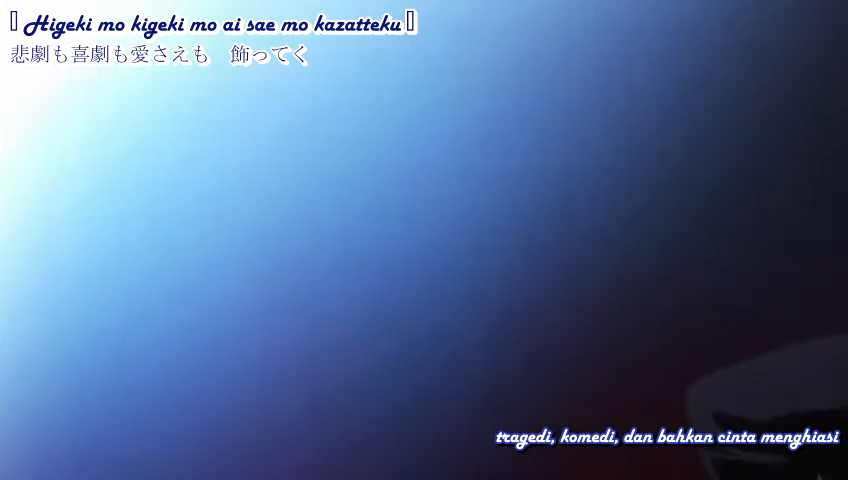 Higeki mo kigeki mo ai sae mo kazatteku
悲劇も喜劇も愛さえも　飾ってく
tragedi, komedi, dan bahkan cinta menghiasi